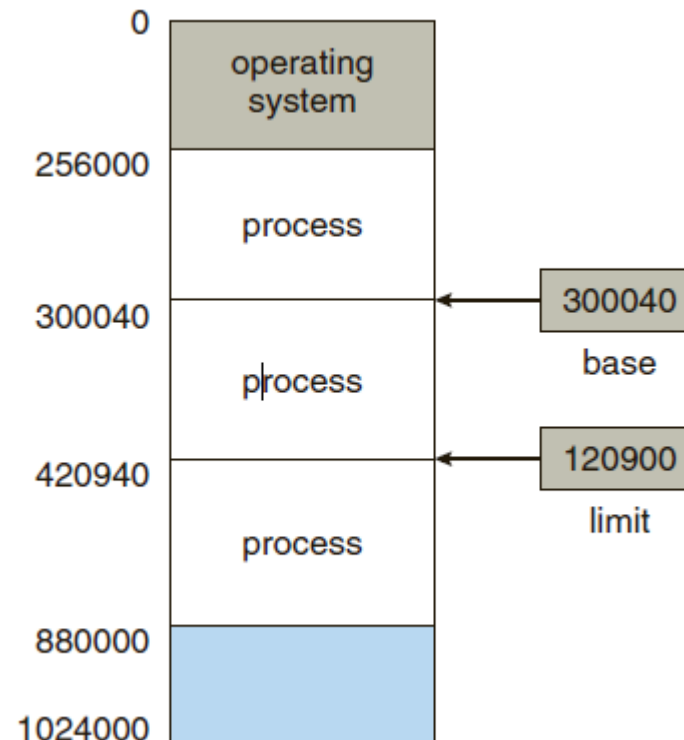 0
operating
system
256000
process
300040
300040
base
process
420940
120900
limit
process
880000
1024000